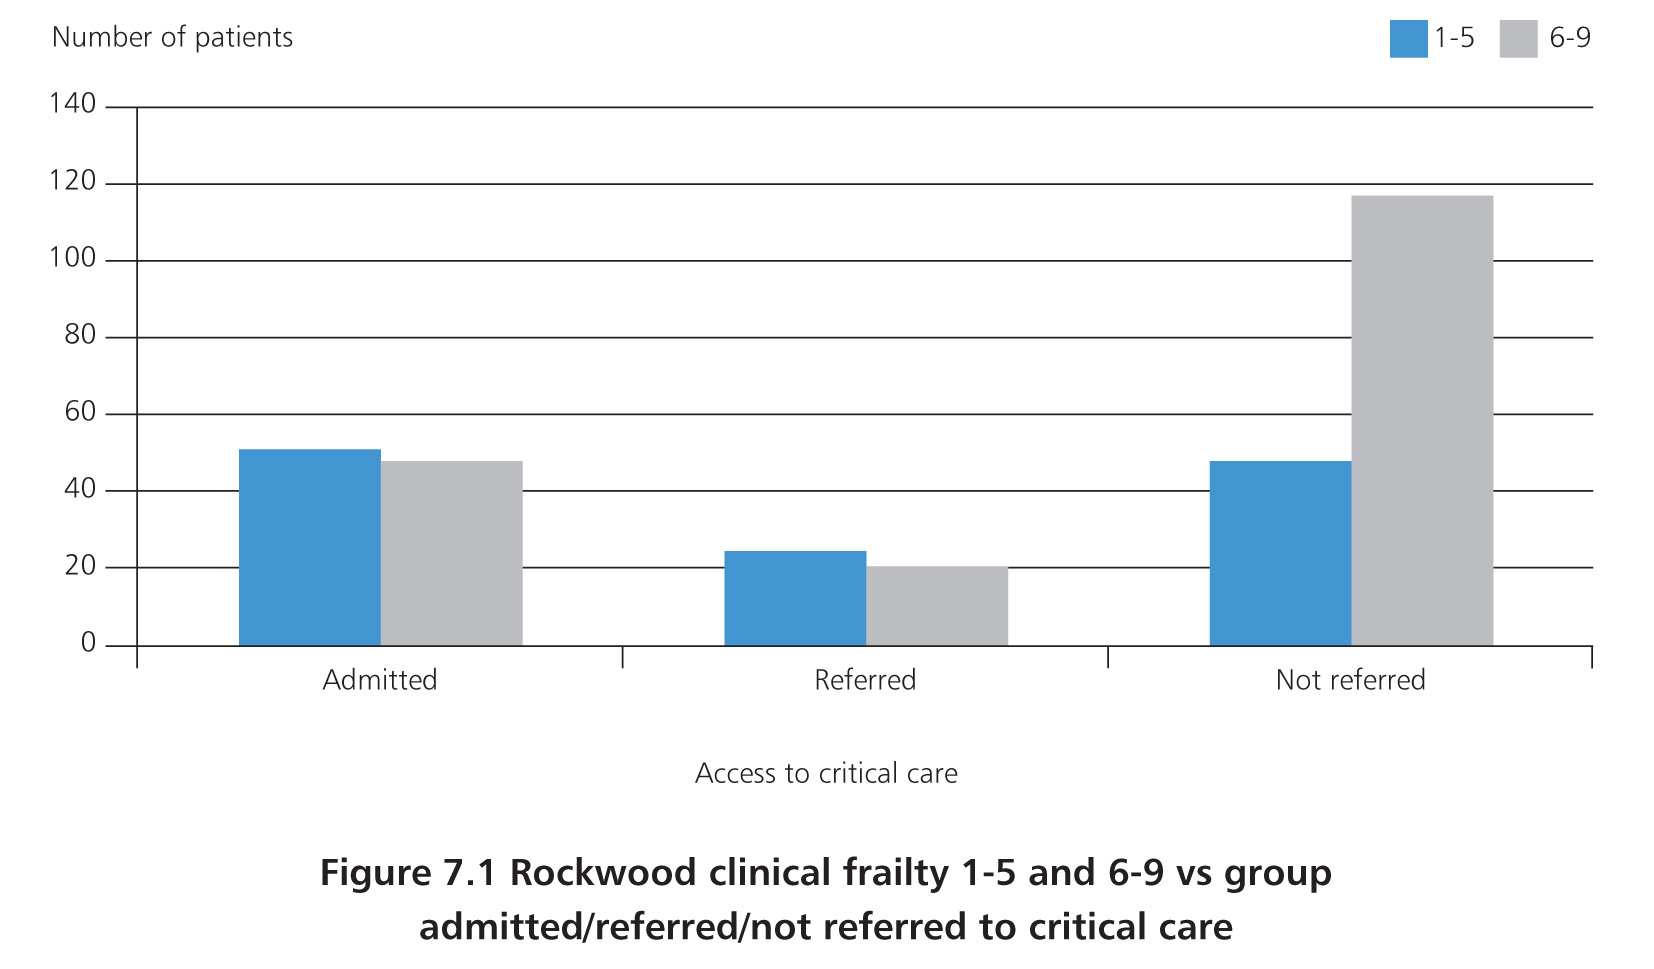 Number of patients
1-5
6-9
140
120
100
80
60
40
20
0
Admitted
Referred
Not referred
Access to critical care
Figure 7.1 Rockwood clinical frailty 1-5 and 6-9 vs group
admitted/referred/not referred to critical care